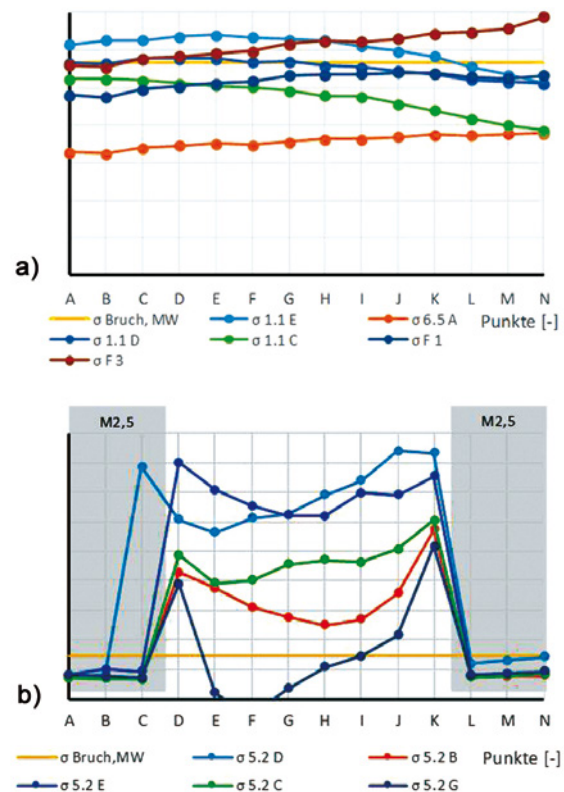 a)
A B C D E F G H I J K L M N
σ Bruch, MW σ 1.1 E σ 6.5 A Punkte [-]
σ 1.1 D σ 1.1 C σ F 1
σ F 3
M2,5 M2,5
b)
A B C D E F G H I J K L M N
σ Bruch,MW σ 5.2 D σ 5.2 B Punkte [-]
σ 5.2 E σ 5.2 C σ 5.2 G